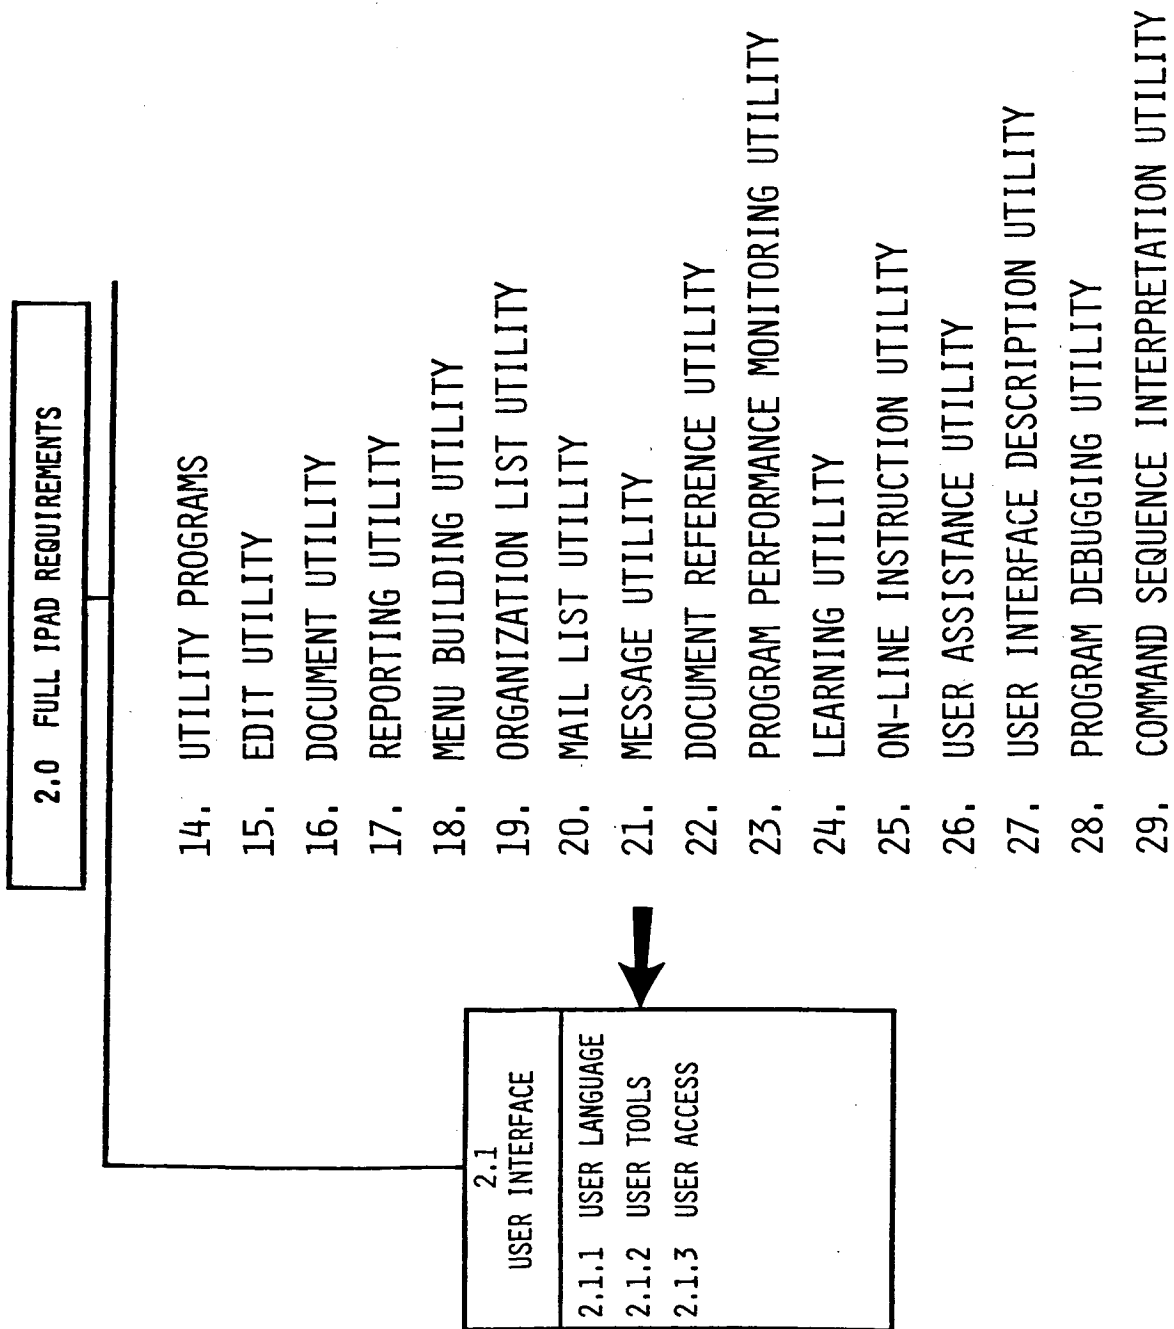 2.0 FULL IPAD REQUIREMENTS
2.1
USER INTERFACE
2.1.1 USER LANGUAGE
2.1.2 USER TOOLS
2.1.3 USER ACCESS
14. UTILITY PROGRAMS
15. EDIT UTILITY
16. DOCUMENT UTILITY
17. REPORTING UTILITY
18. MENU BUILDING UTILITY
19. ORGANIZATION LIST UTILITY
20. MAIL LIST UTILITY
21. MESSAGE UTILITY
22. DOCUMENT REFERENCE UTILITY
23. PROGRAM PERFORMANCE MONITORING UTILITY
24. LEARNING UTILITY
25. ON-LINE INSTRUCTION UTILITY
26. USER ASSISTANCE UTILITY
27. USER INTERFACE DESCRIPTION UTILITY
28. PROGRAM DEBUGGING UTILITY
29. COMMAND SEQUENCE INTERPRETATION UTILITY